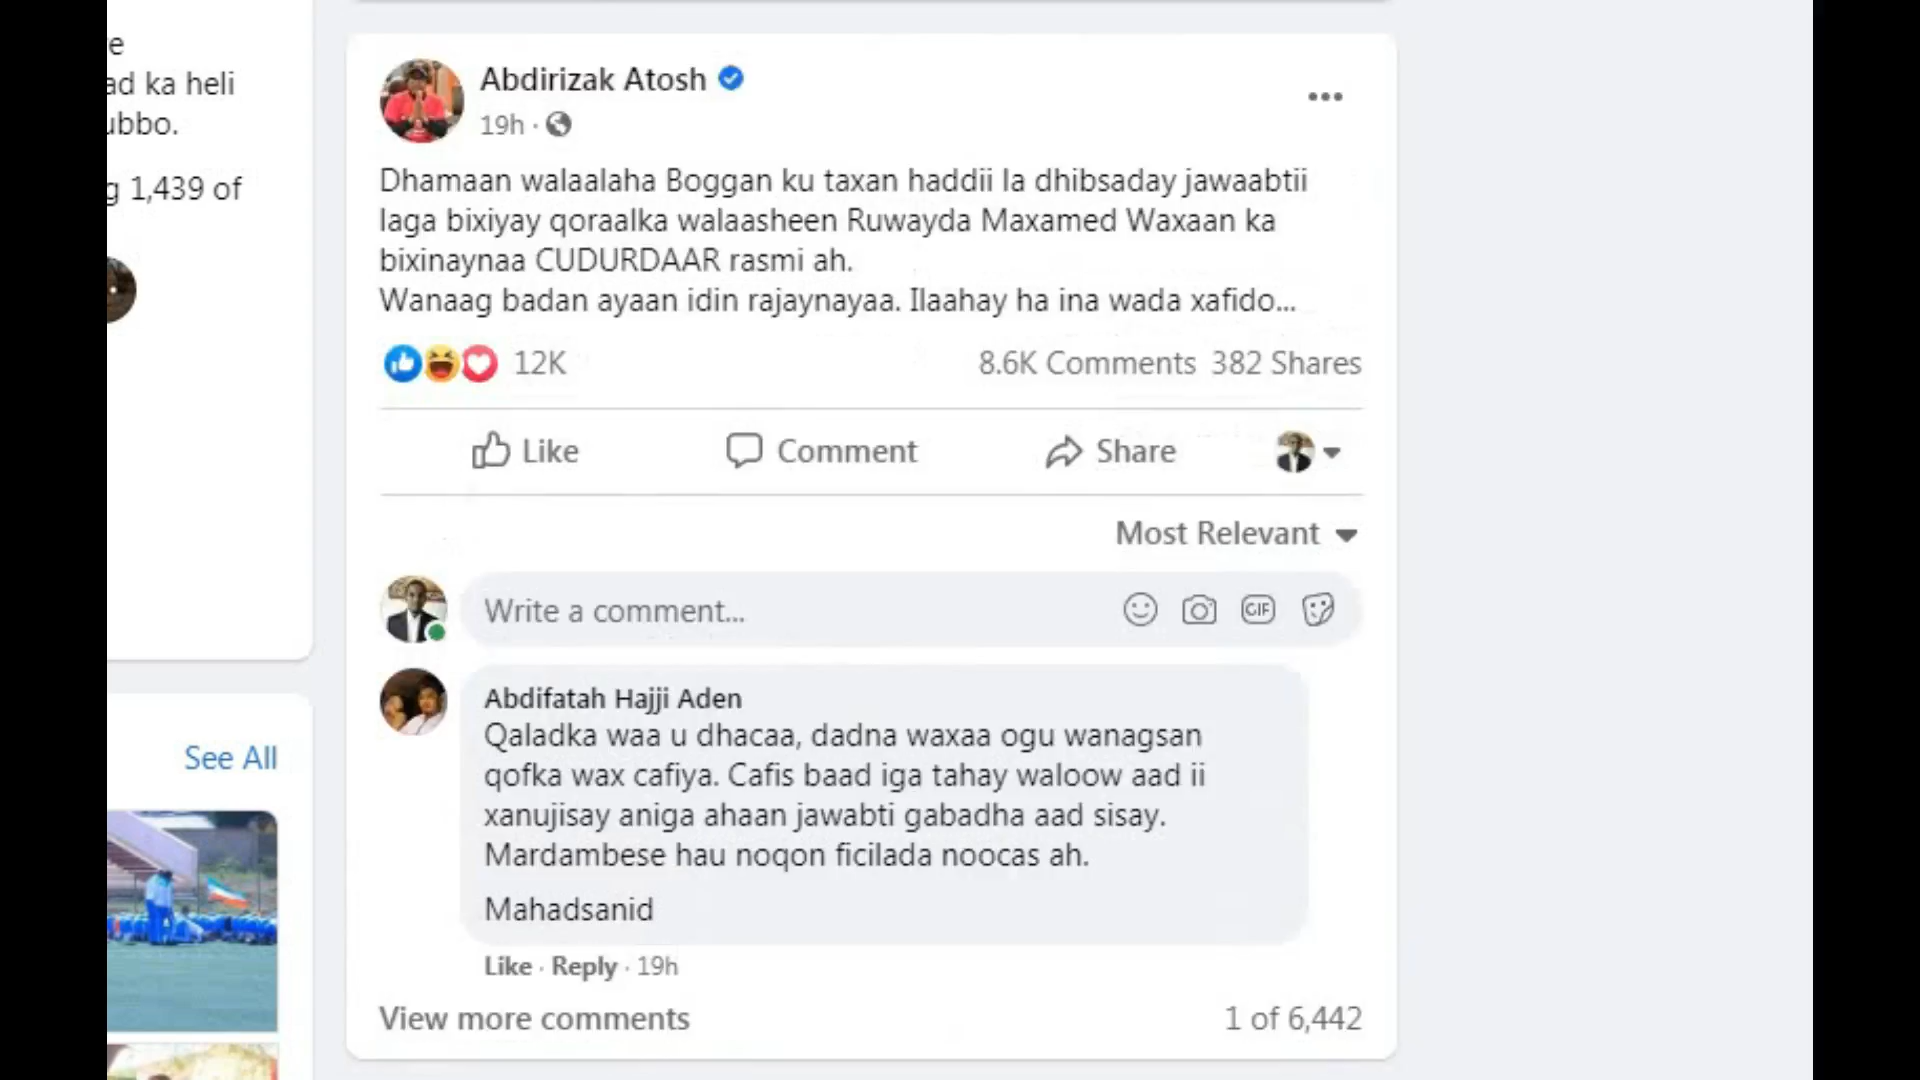 e
ad ka heli
ubbo.
g 1,439 of
See All
Abdirizak Atosh
19h ·
Dhamaan walaalaha Boggan ku taxan haddii la dhibsaday jawaabtii
laga bixiyay qoraalka walaasheen Ruwayda Maxamed Waxaan ka
bixinaynaa CUDURDAAR rasmi ah.
Wanaag badan ayaan idin rajaynayaa. Ilaahay ha ina wada xafido...
12K 8.6K Comments 382 Shares
Like Comment Share
Most Relevant
Write a comment... GIF
Abdifatah Hajji Aden
Qaladka waa u dhacaa, dadna waxaa ogu wanagsan
qofka wax cafiya. Cafis baad iga tahay waloow aad ii
xanujisay aniga ahaan jawabti gabadha aad sisay.
Mardambese hau noqon ficilada noocas ah.
Mahadsanid
Like · Reply · 19h
View more comments 1 of 6,442